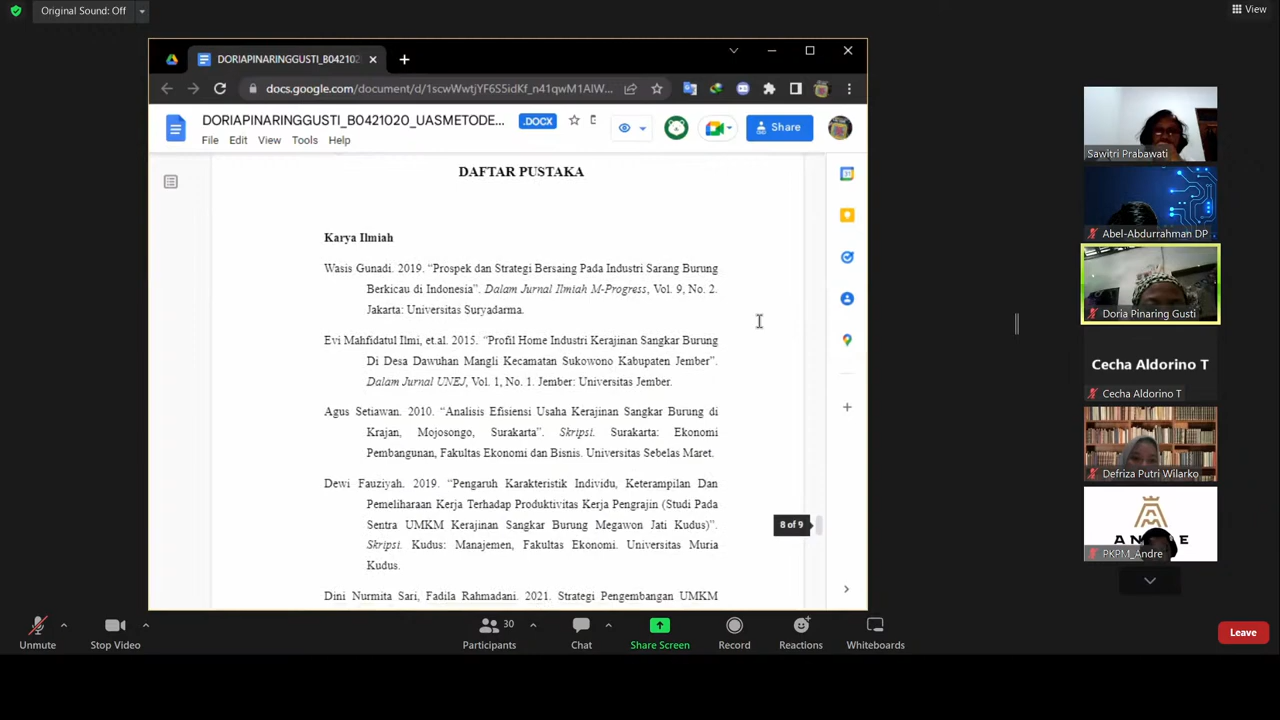 Original Sound: Off
View
DORIAPINARINGGUSTI_B042102
docs.google.com/document/d/1scwWwtjYF6S5idKf_n41qwM1AlW...
DORIAPINARINGGUSTI_B0421020_UASMETODE...
.DOCX
Share
File Edit View Tools Help
DAFTAR PUSTAKA
Karya Ilmiah
Wasis Gunadi. 2019. “Prospek dan Strategi Bersaing Pada Industri Sarang Burung
Berkicau di Indonesia”. Dalam Jurnal Ilmiah M-Progress, Vol. 9, No. 2.
Jakarta: Universitas Suryadarma.
Evi Mahfidatul Ilmi, et.al. 2015. “Profil Home Industri Kerajinan Sangkar Burung
Di Desa Dawuhan Mangli Kecamatan Sukowono Kabupaten Jember”.
Dalam Jurnal UNEJ, Vol. 1, No. 1. Jember: Universitas Jember.
Agus Setiawan. 2010. “Analisis Efisiensi Usaha Kerajinan Sangkar Burung di
Krajan, Mojosongo, Surakarta”. Skripsi. Surakarta: Ekonomi
Pembangunan, Fakultas Ekonomi dan Bisnis. Universitas Sebelas Maret.
Dewi Fauziyah. 2019. “Pengaruh Karakteristik Individu, Keterampilan Dan
Pemeliharaan Kerja Terhadap Produktivitas Kerja Pengrajin (Studi Pada
Sentra UMKM Kerajinan Sangkar Burung Megawon Jati Kudus)”.
Skripsi. Kudus: Manajemen, Fakultas Ekonomi. Universitas Muria
Kudus.
Dini Nurmita Sari, Fadila Rahmadani. 2021. Strategi Pengembangan UMKM
8 of 9
Sawitri Prabawati
Abel-Abdurrahman DP
Doria Pinaring Gusti
Cecha Aldorino T
Cecha Aldorino T
Defriza Putri Wilarko
PKPM_Andre
Unmute
Stop Video
30
Participants
Chat
Share Screen
Record
Reactions
Whiteboards
Leave